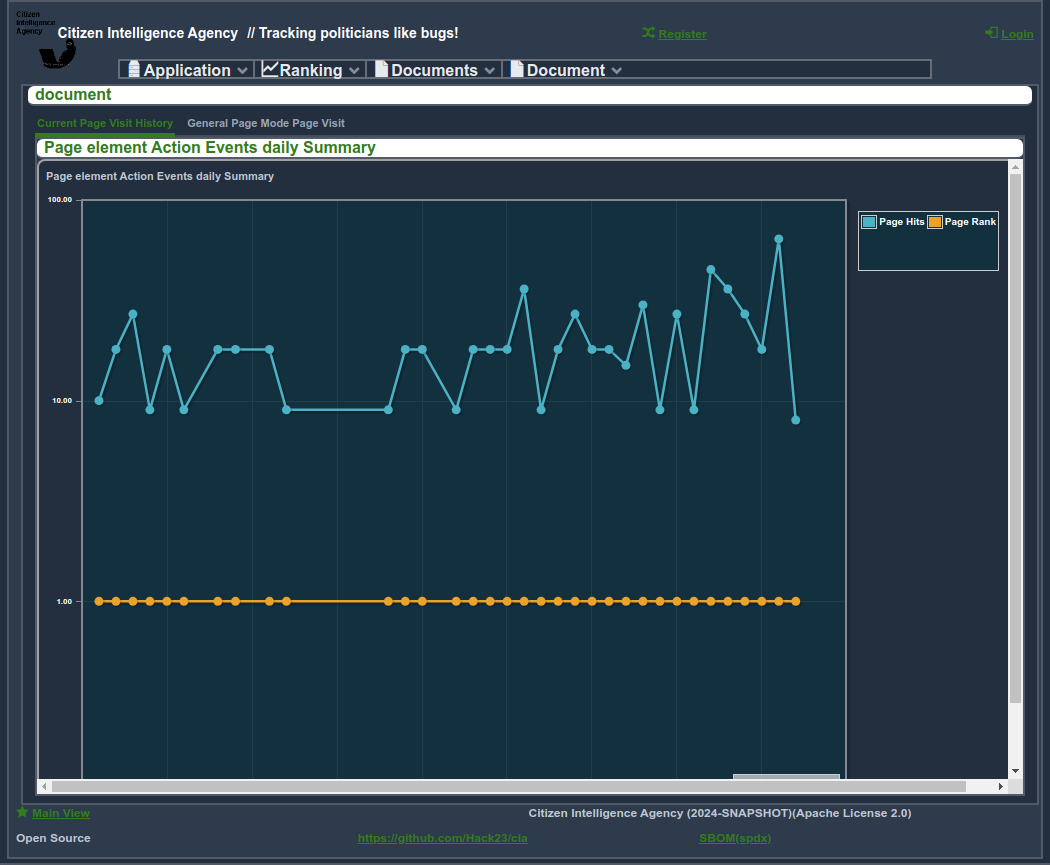 Citizen
Intelligence
Agency
Citizen Intelligence Agency // Tracking politicians like bugs!
Register
Login
Application
Ranking
Documents
Document
document
Current Page Visit History
General Page Mode Page Visit
Page element Action Events daily Summary
Page element Action Events daily Summary
100.00
Page Hits
Page Rank
10.00
1.00
Main View
Citizen Intelligence Agency (2024-SNAPSHOT)(Apache License 2.0)
Open Source
https://github.com/Hack23/cia
SBOM(spdx)